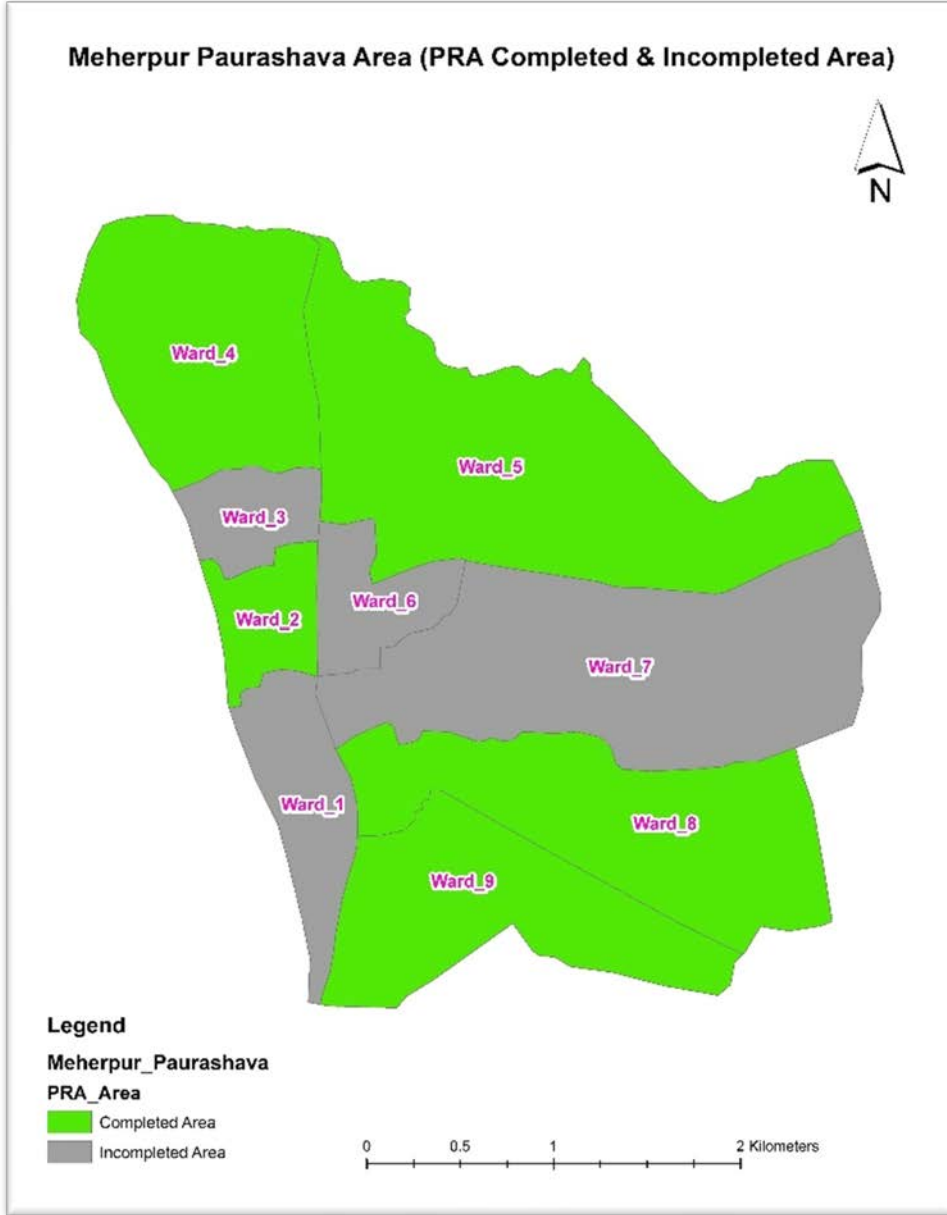 Meherpur Paurashava Area (PRA Completed & Incompleted Area)
N
Ward_4
Ward_5
Ward_3
Ward_6
Ward_2
Ward_7
Ward_1
Ward_8
Ward_9
Legend
Meherpur_Paurashava
PRA_Area
Completed Area
Incompleted Area
0 0.5 1 2 Kilometers